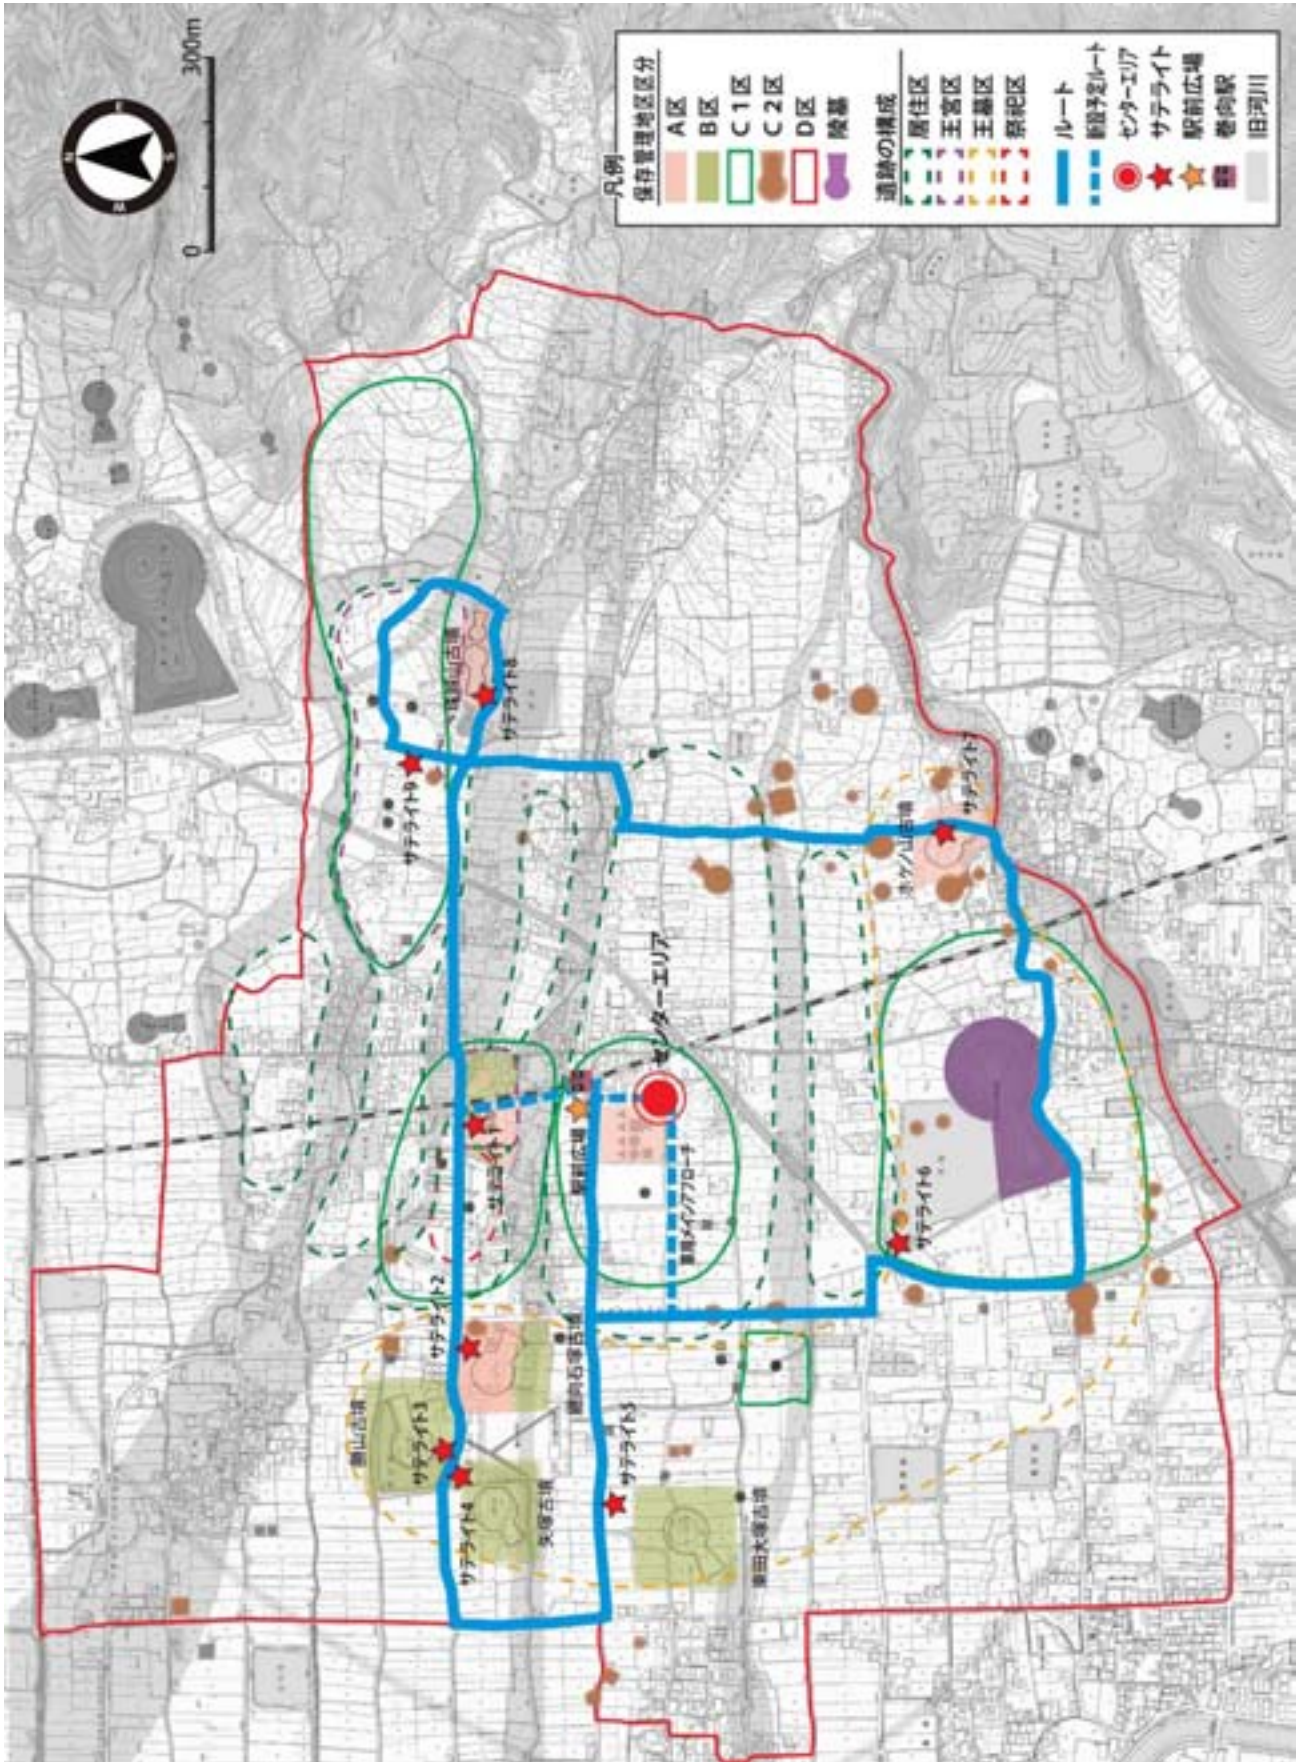 0 300m
N
E
S
W
凡例
保存管理地区区分
A区
B区
C1区
C2区
D区
陵墓
遺跡の構成
居住区
王宮区
王墓区
祭祀区
ルート
新設予定ルート
センターエリア
サテライト
駅前広場
巻向駅
旧河川
サテライト9
サテライト8
サテライト7
ホケノ山古墳
センターエリア
駅前広場
サテライト1
サテライト6
サテライト2
纒向石塚古墳
勝山古墳
サテライト3
サテライト4
矢塚古墳
サテライト5
東田大塚古墳